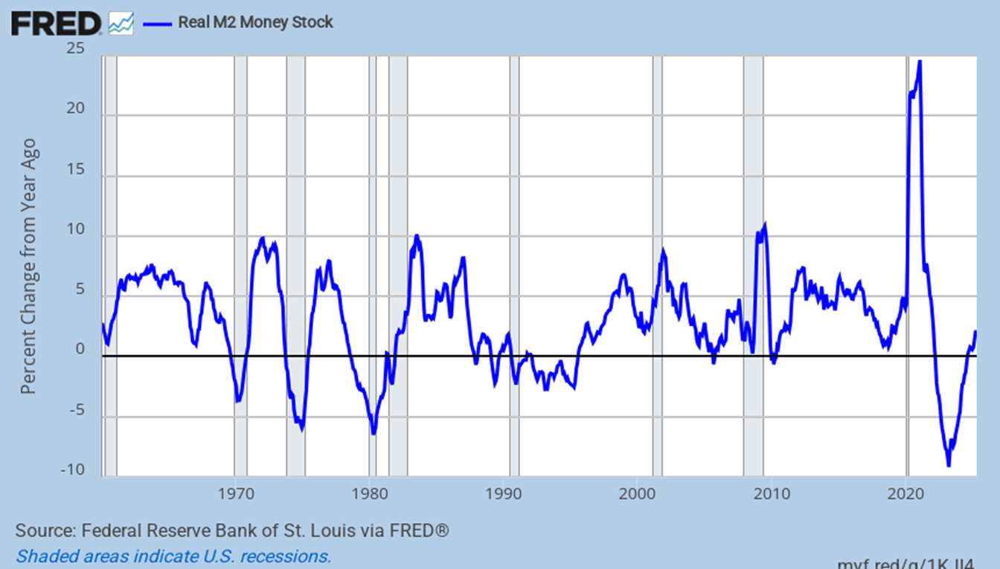 FRED
Real M2 Money Stock
25
20
15
10
5
0
-5
-10
Percent Change from Year Ago
1970 1980 1990 2000 2010 2020
Source: Federal Reserve Bank of St. Louis via FRED®
Shaded areas indicate U.S. recessions.